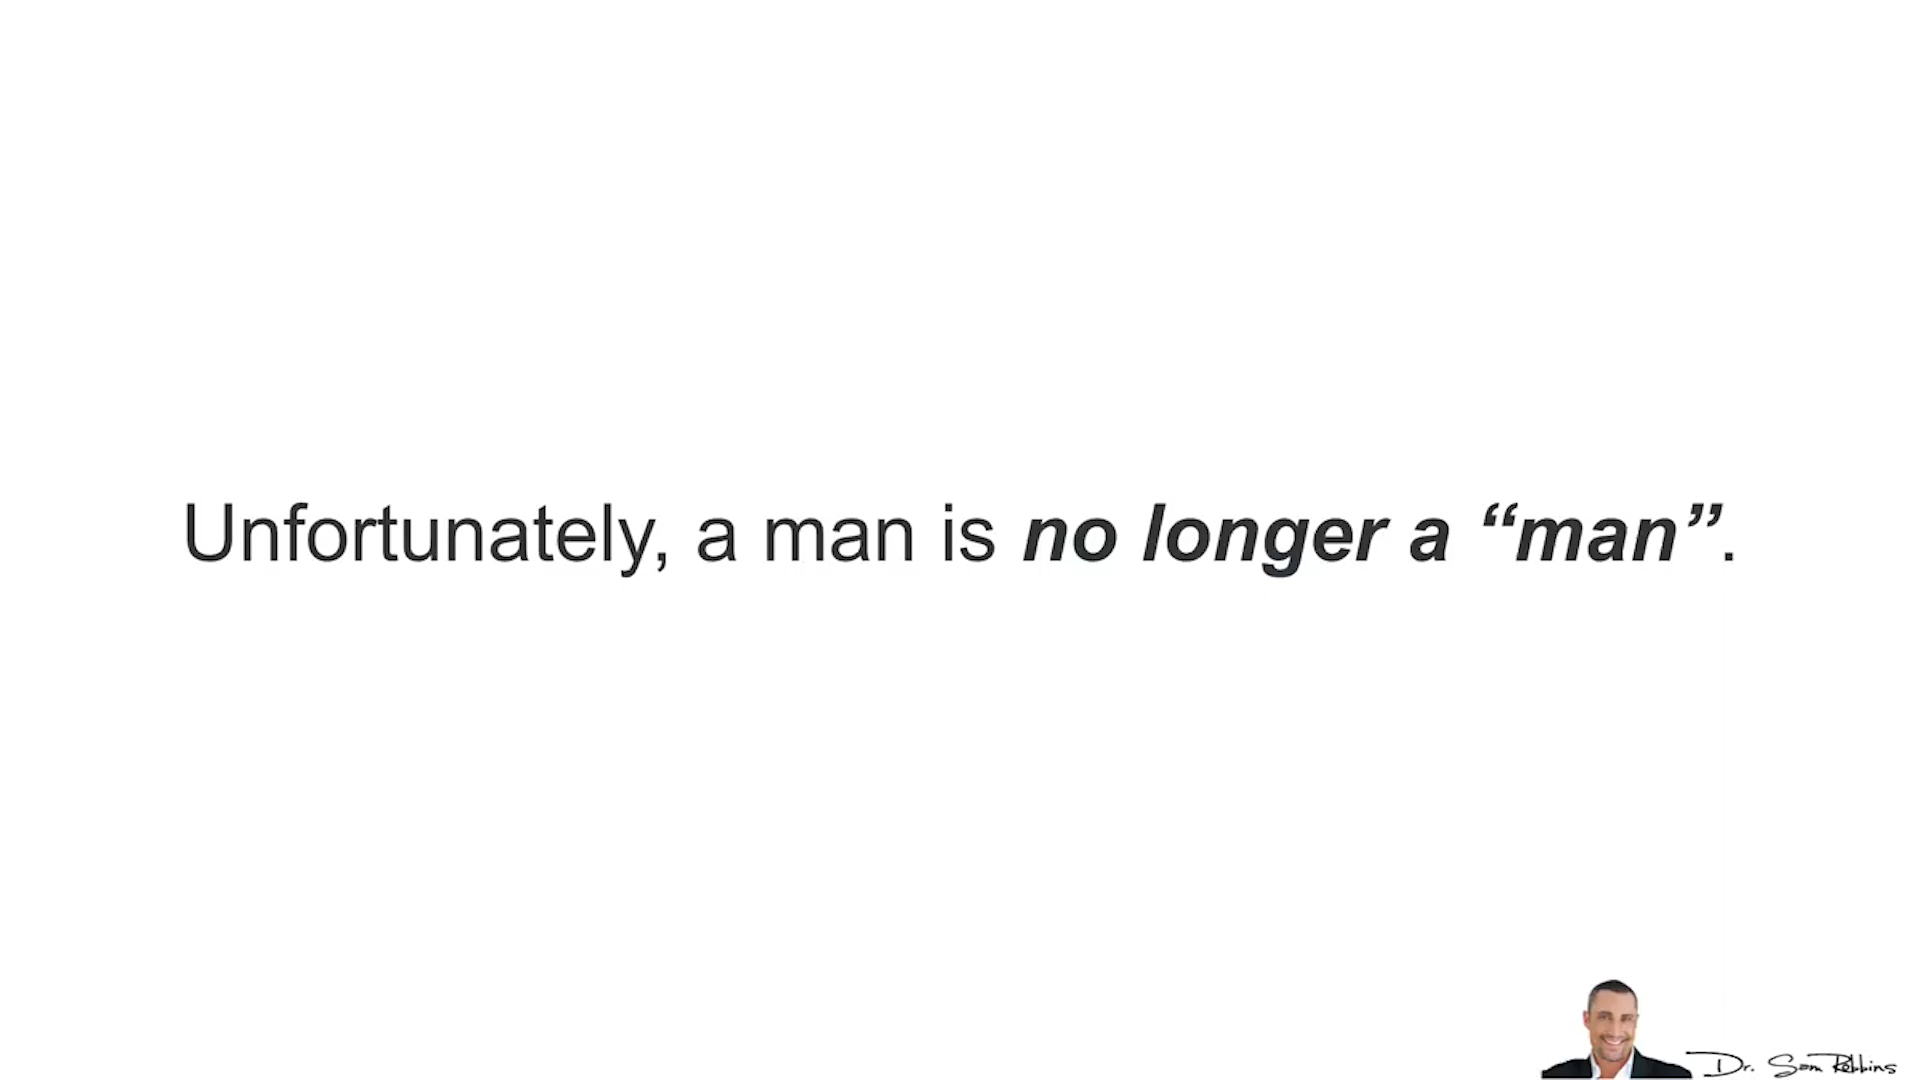 Unfortunately, a man is no longer a “man”.
Dr. Sam Robbins